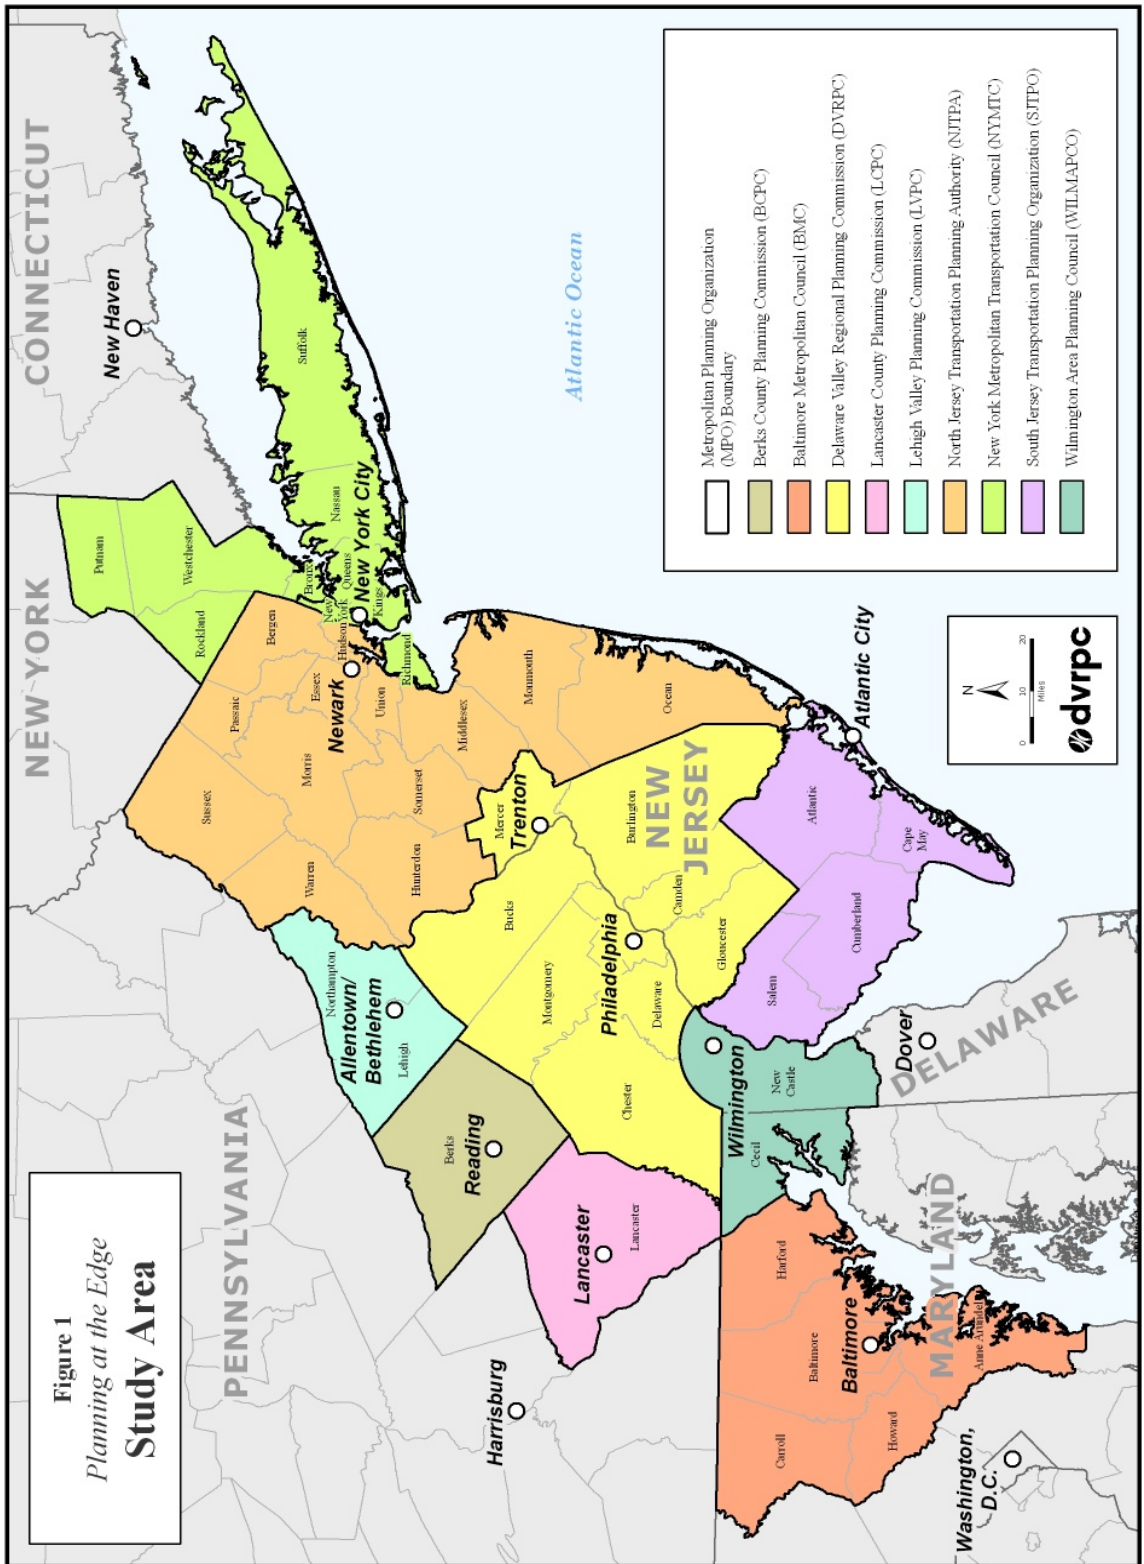 Figure 1
Planning at the Edge
Study Area
NEW YORK
CONNECTICUT
PENNSYLVANIA
NEW
JERSEY
MARYLAND
DELAWARE
Atlantic Ocean
New Haven
New York City
Newark
Trenton
Allentown/
Bethlehem
Reading
Lancaster
Harrisburg
Philadelphia
Wilmington
Dover
Atlantic City
Baltimore
Washington,
D.C.
Putnam
Westchester
Rockland
Bronx
New
York
Queens
Kings
Nassau
Suffolk
Richmond
Sussex
Passaic
Bergen
Hudson
Essex
Morris
Union
Warren
Hunterdon
Somerset
Middlesex
Monmouth
Ocean
Mercer
Burlington
Camden
Gloucester
Bucks
Montgomery
Delaware
Chester
Northampton
Lehigh
Berks
Lancaster
Salem
Cumberland
Atlantic
Cape
May
New
Castle
Cecil
Harford
Baltimore
Carroll
Howard
Anne Arundel
Metropolitan Planning Organization
(MPO) Boundary
Berks County Planning Commission (BCPC)
Baltimore Metropolitan Council (BMC)
Delaware Valley Regional Planning Commission (DVRPC)
Lancaster County Planning Commission (LCPC)
Lehigh Valley Planning Commission (LVPC)
North Jersey Transportation Planning Authority (NJTPA)
New York Metropolitan Transportation Council (NYMTC)
South Jersey Transportation Planning Organization (SJTPO)
Wilmington Area Planning Council (WILMAPCO)
N
0 10 20
Miles
dvrpc